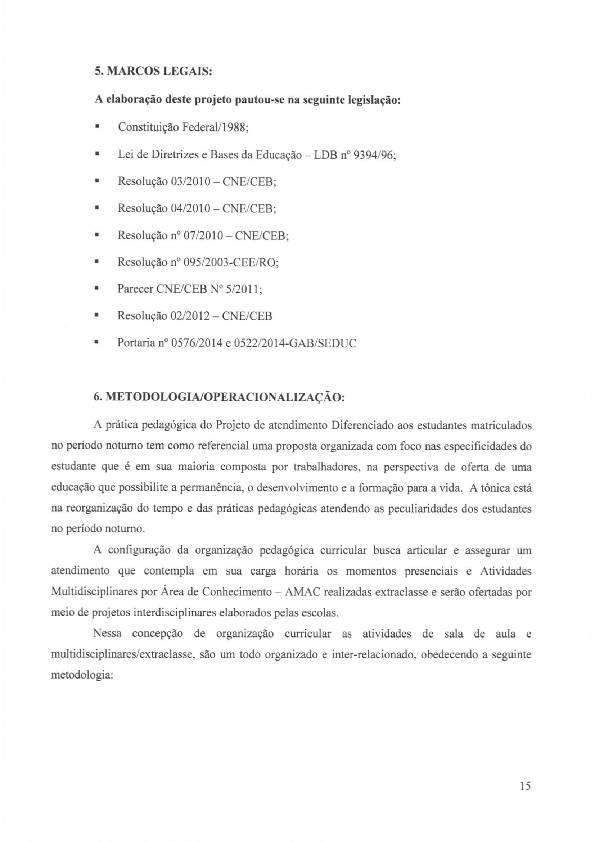 5. MARCOS LEGAIS:
A elaboração deste projeto pautou-se na seguinte legislação:
▪ Constituição Federal/1988;
▪ Lei de Diretrizes e Bases da Educação – LDB nº 9394/96;
▪ Resolução 03/2010 – CNE/CEB;
▪ Resolução 04/2010 – CNE/CEB;
▪ Resolução nº 07/2010 – CNE/CEB;
▪ Resolução nº 095/2003-CEE/RO;
▪ Parecer CNE/CEB Nº 5/2011;
▪ Resolução 02/2012 – CNE/CEB
▪ Portaria nº 0576/2014 e 0522/2014-GAB/SEDUC
6. METODOLOGIA/OPERACIONALIZAÇÃO:
A prática pedagógica do Projeto de atendimento Diferenciado aos estudantes matriculados
no período noturno tem como referencial uma proposta organizada com foco nas especificidades do
estudante que é em sua maioria composta por trabalhadores, na perspectiva de oferta de uma
educação que possibilite a permanência, o desenvolvimento e a formação para a vida. A tônica está
na reorganização do tempo e das práticas pedagógicas atendendo as peculiaridades dos estudantes
no período noturno.
A configuração da organização pedagógica curricular busca articular e assegurar um
atendimento que contempla em sua carga horária os momentos presenciais e Atividades
Multidisciplinares por Área de Conhecimento – AMAC realizadas extraclasse e serão ofertadas por
meio de projetos interdisciplinares elaborados pelas escolas.
Nessa concepção de organização curricular as atividades de sala de aula e
multidisciplinares/extraclasse, são um todo organizado e inter-relacionado, obedecendo a seguinte
metodologia:
15